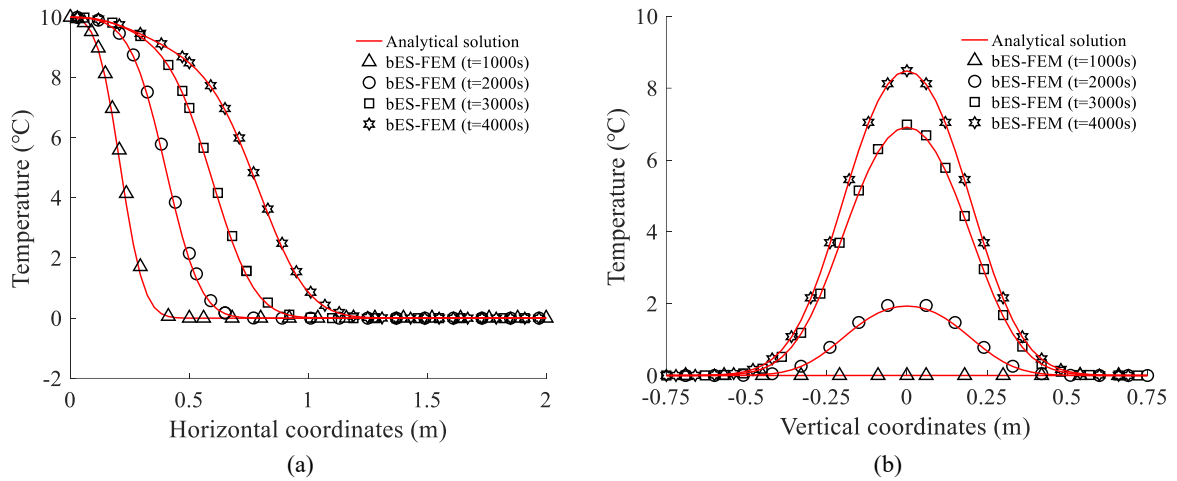 10
8
6
4
2
0
-2
Temperature (°C)
Analytical solution
bES-FEM (t=1000s)
bES-FEM (t=2000s)
bES-FEM (t=3000s)
bES-FEM (t=4000s)
0
0.5
1
1.5
2
Horizontal coordinates (m)
(a)
10
8
6
4
2
0
Temperature (°C)
Analytical solution
bES-FEM (t=1000s)
bES-FEM (t=2000s)
bES-FEM (t=3000s)
bES-FEM (t=4000s)
-0.75
-0.5
-0.25
0
0.25
0.5
0.75
Vertical coordinates (m)
(b)